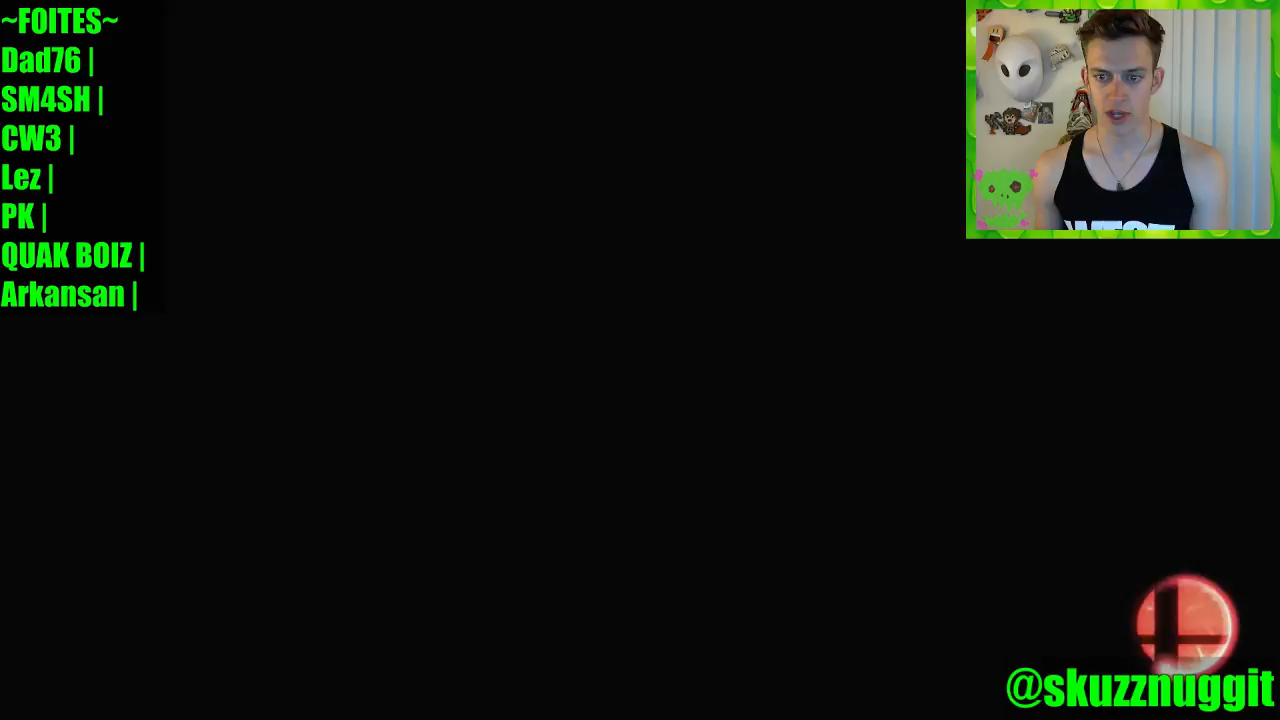 ~FOITES~
Dad76 |
SM4SH |
CW3 |
Lez |
PK |
QUAK BOIZ |
Arkansan |
@skuzznuggit